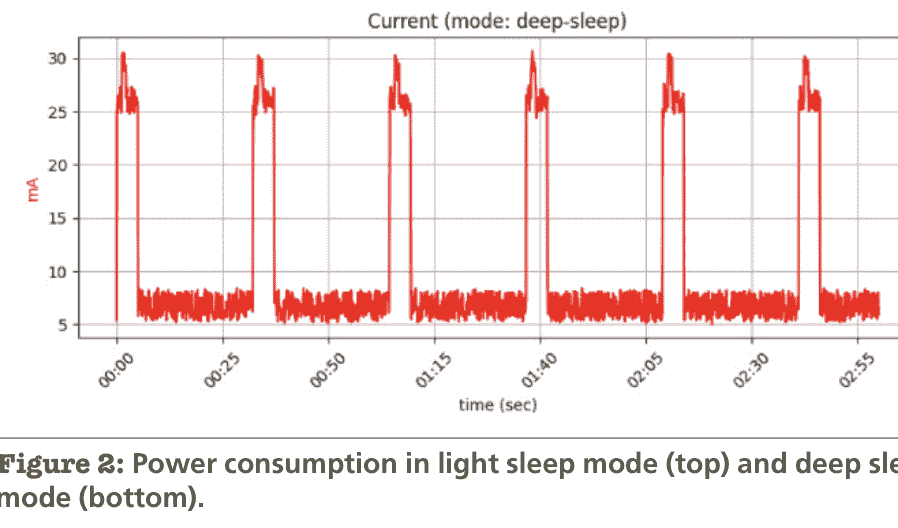 Current (mode: deep-sleep)
30
25
20
15
10
5
mA
00:00 00:25 00:50 01:15 01:40 02:05 02:30 02:55
time (sec)
Figure 2: Power consumption in light sleep mode (top) and deep sle
mode (bottom).